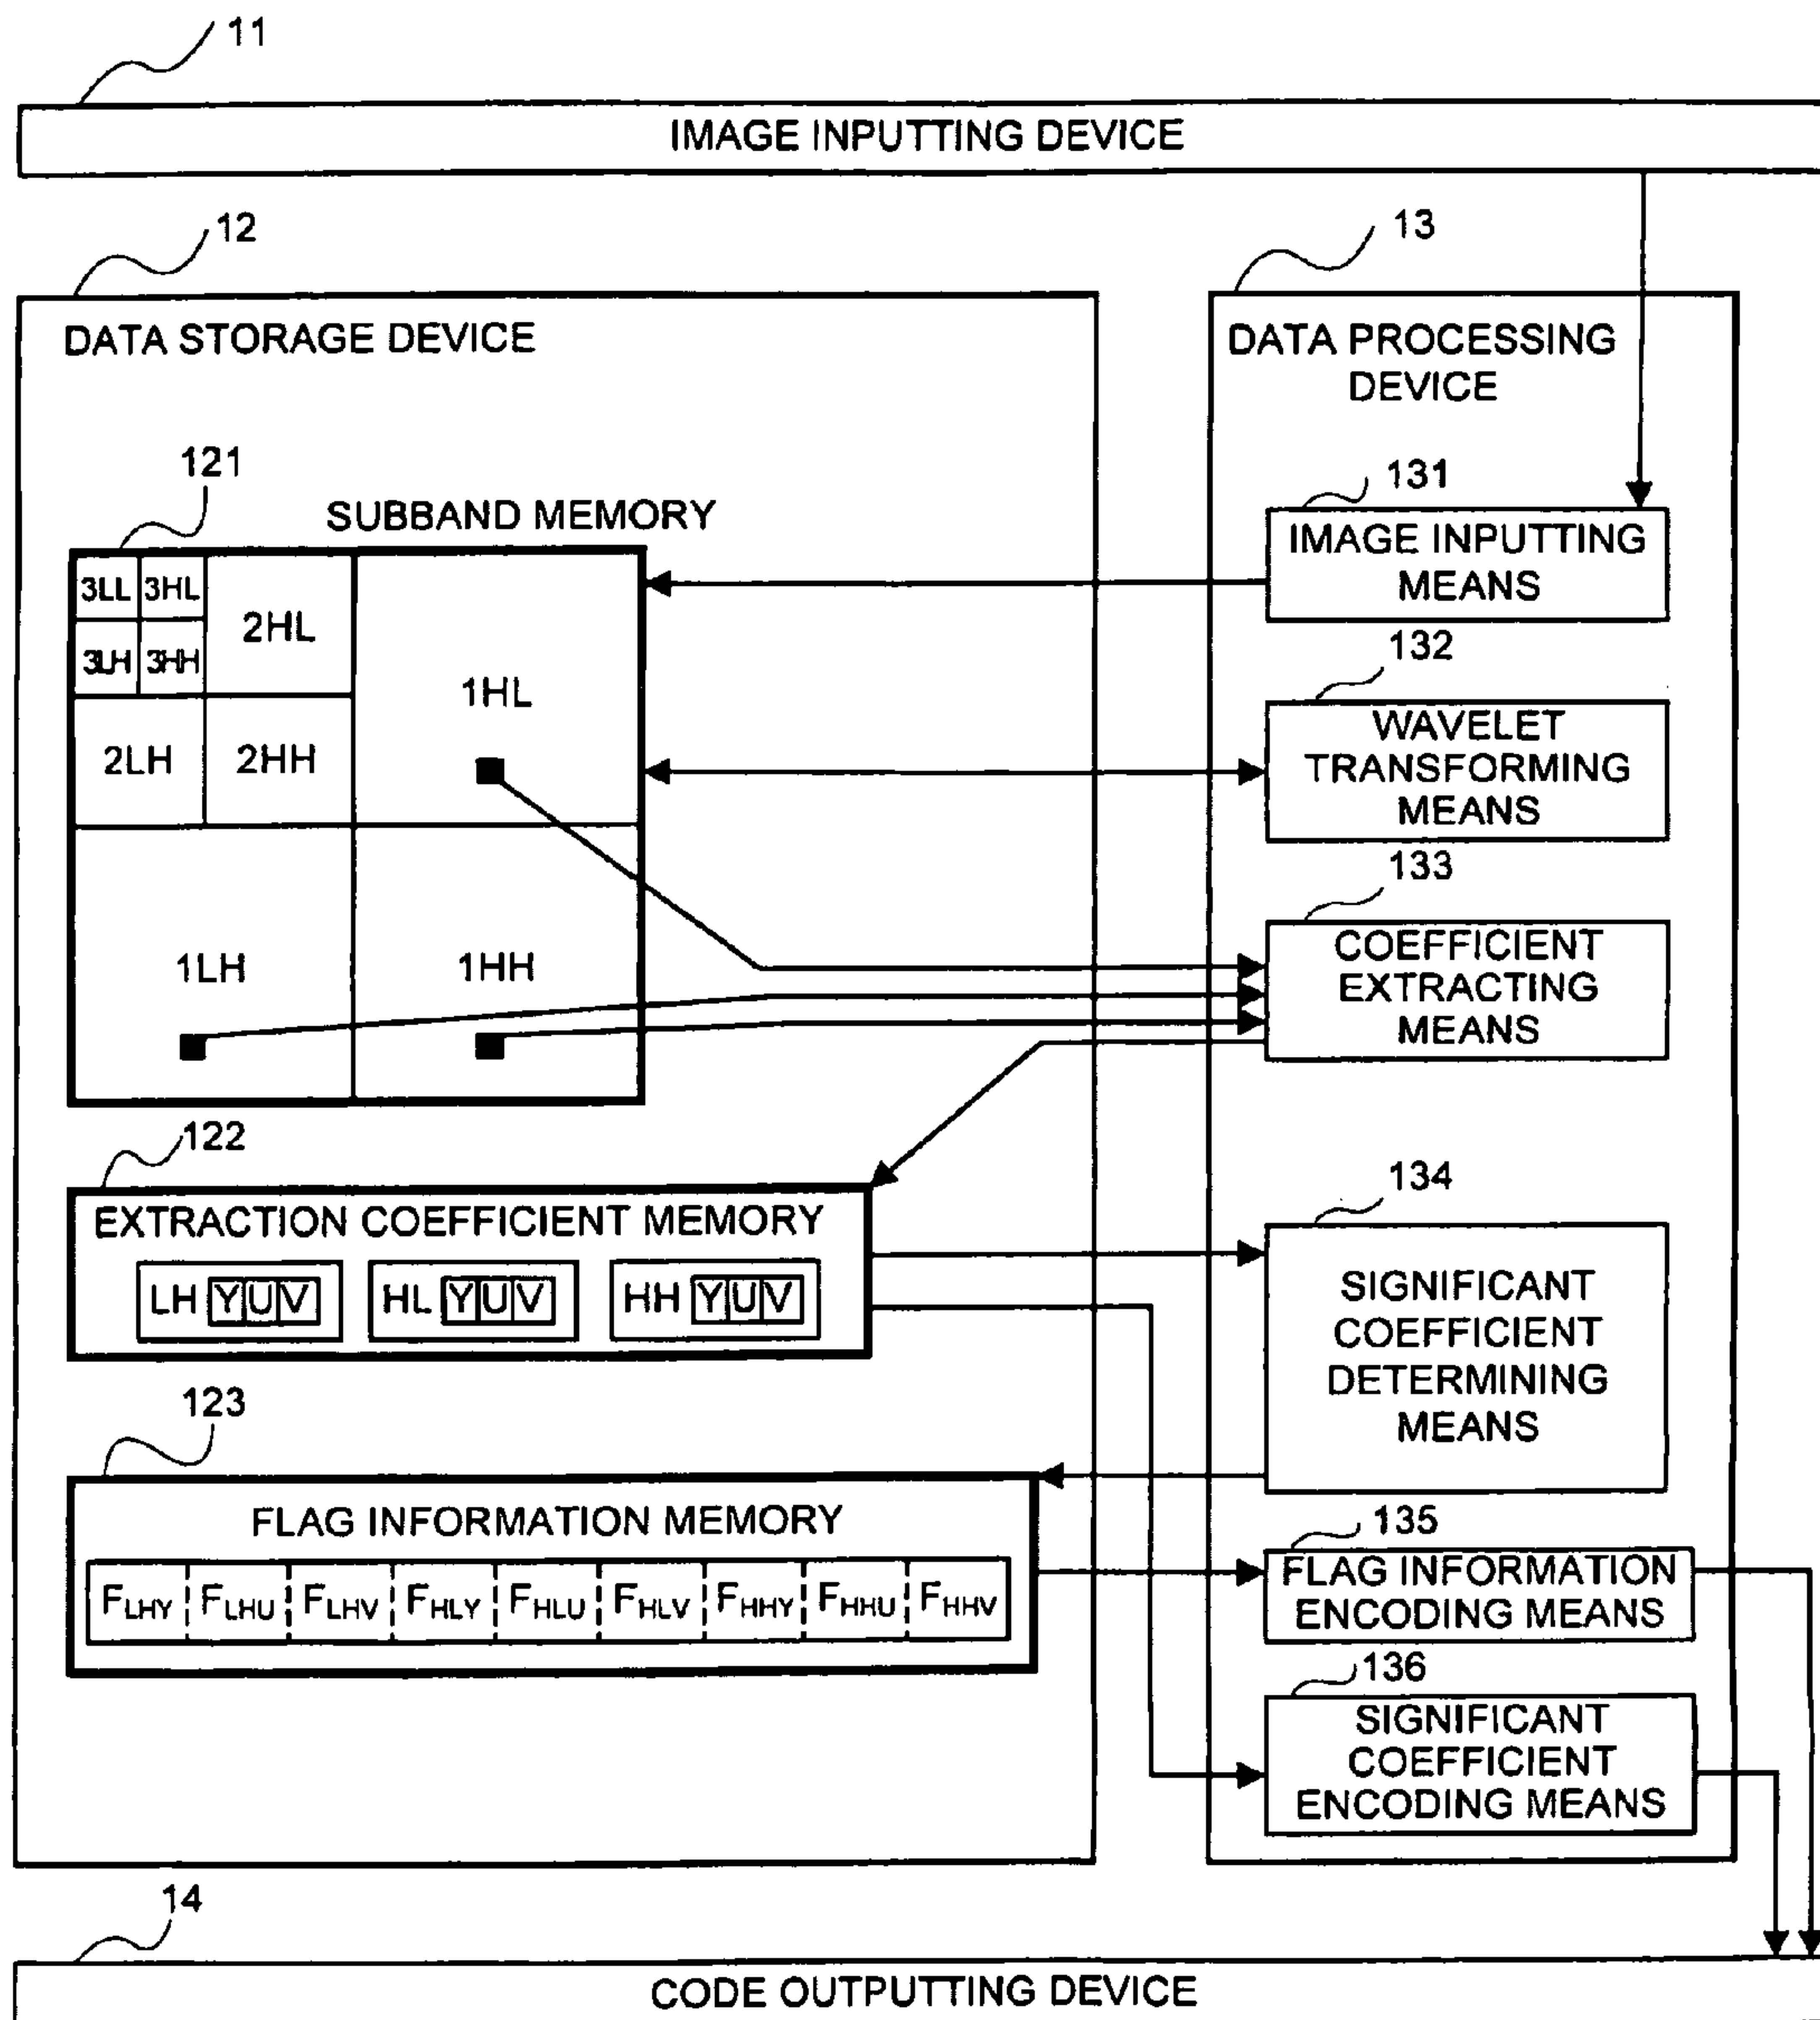 11
IMAGE INPUTTING DEVICE
12
13
DATA STORAGE DEVICE
DATA PROCESSING
DEVICE
121
SUBBAND MEMORY
131
IMAGE INPUTTING
MEANS
3LL 3HL
2HL
3LH 3HH
1HL
2LH 2HH
132
WAVELET
TRANSFORMING
MEANS
133
COEFFICIENT
EXTRACTING
MEANS
1LH 1HH
122
EXTRACTION COEFFICIENT MEMORY
LH Y U V HL Y U V HH Y U V
134
SIGNIFICANT
COEFFICIENT
DETERMINING
MEANS
123
FLAG INFORMATION MEMORY
FLHY FLHU FLHV FHLY FHLU FHLV FHHY FHHU FHHV
135
FLAG INFORMATION
ENCODING MEANS
136
SIGNIFICANT
COEFFICIENT
ENCODING MEANS
14
CODE OUTPUTTING DEVICE